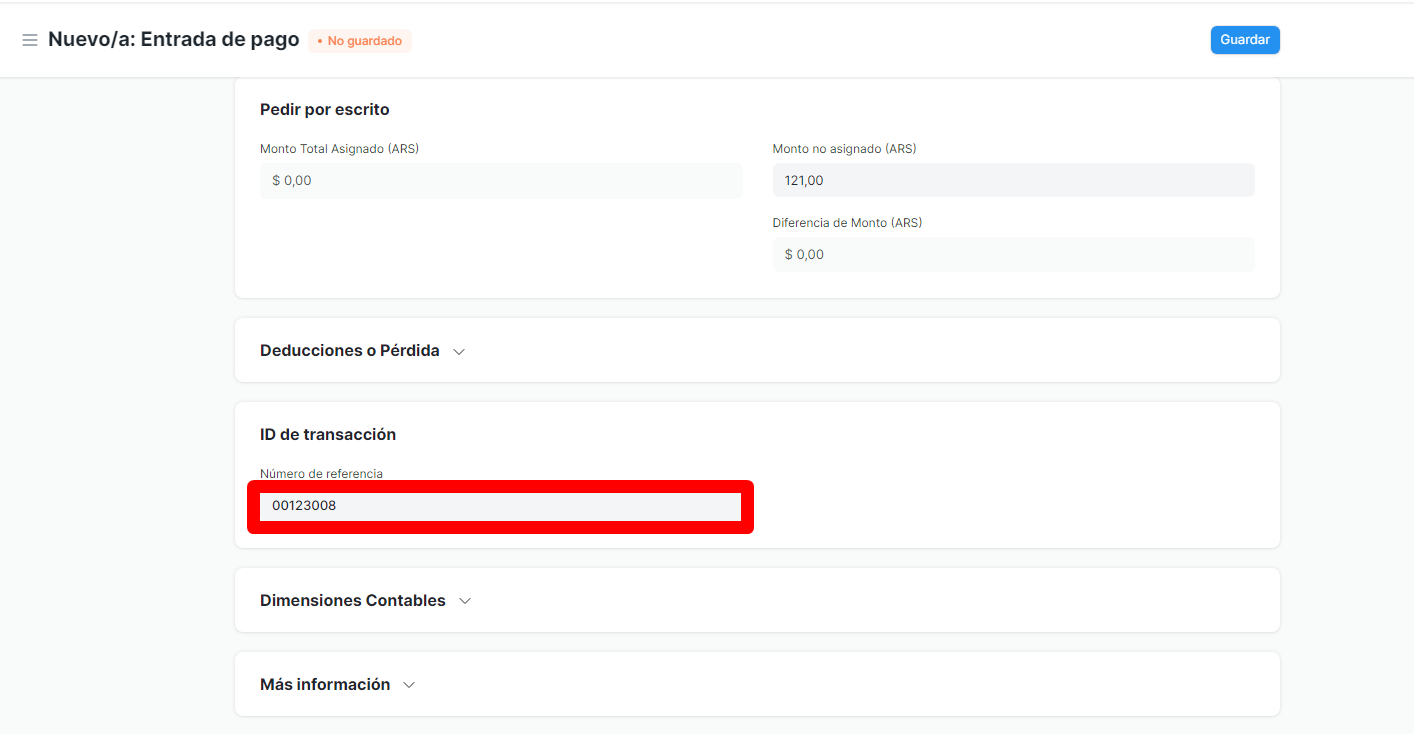 Nuevo/a: Entrada de pago
• No guardado
Guardar
Pedir por escrito
Monto Total Asignado (ARS)
$ 0,00
Monto no asignado (ARS)
121,00
Diferencia de Monto (ARS)
$ 0,00
Deducciones o Pérdida
ID de transacción
Número de referencia
00123008
Dimensiones Contables
Más información